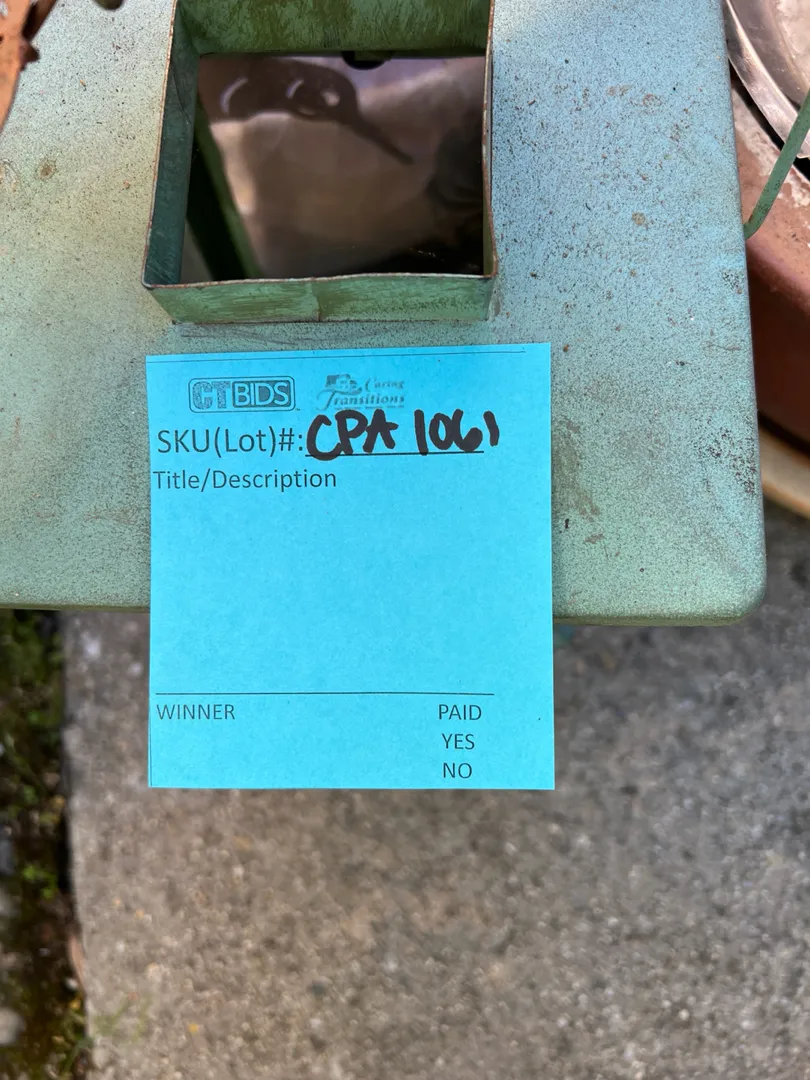 CTBIDS Caring
Transitions
SKU(Lot)#: CPA 1061
Title/Description
WINNER PAID
YES
NO